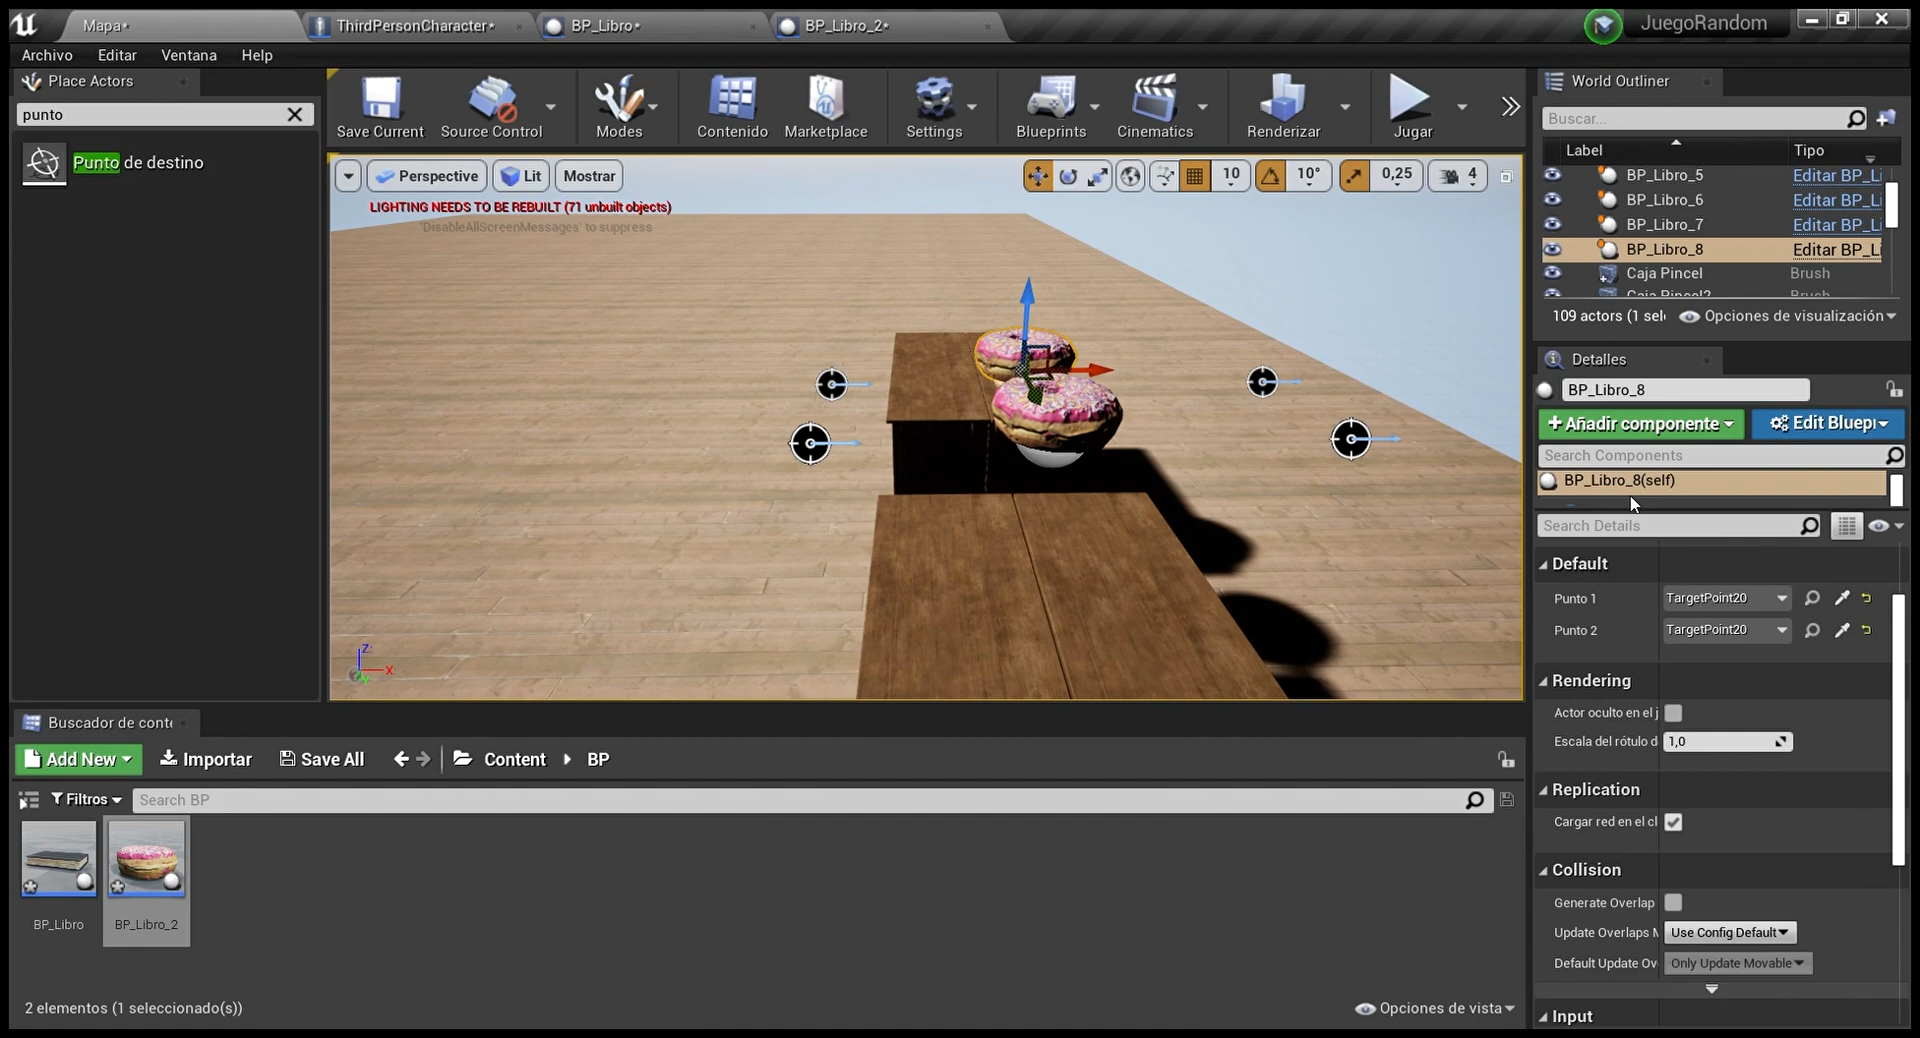 Mapa*
ThirdPersonCharacter*
BP_Libro*
BP_Libro_2*
JuegoRandom
Archivo
Editar
Ventana
Help
Place Actors
punto
Punto de destino
Save Current
Source Control
Modes
Contenido
Marketplace
Settings
Blueprints
Cinematics
Renderizar
Jugar
Perspective
Lit
Mostrar
10
10°
0,25
4
LIGHTING NEEDS TO BE REBUILT (71 unbuilt objects)
'DisableAllScreenMessages' to suppress
Z:
X:
Y
World Outliner
Buscar...
Label
Tipo
BP_Libro_5
Editar BP_Li
BP_Libro_6
Editar BP_Li
BP_Libro_7
Editar BP_Li
BP_Libro_8
Editar BP_Li
Caja Pincel
Brush
Caja Pincel2
Brush
109 actors (1 sel
Opciones de visualización
Detalles
BP_Libro_8
+Añadir componente
Edit Bluepi
Search Components
BP_Libro_8(self)
Search Details
Default
Punto 1
TargetPoint20
Punto 2
TargetPoint20
Rendering
Actor oculto en el j
Escala del rótulo d
1,0
Replication
Cargar red en el cl
Collision
Generate Overlap
Update Overlaps M
Use Config Default
Default Update Ov
Only Update Movable
Input
Buscador de conte
Add New
Importar
Save All
Content
BP
Filtros
Search BP
BP_Libro
BP_Libro_2
2 elementos (1 seleccionado(s))
Opciones de vista